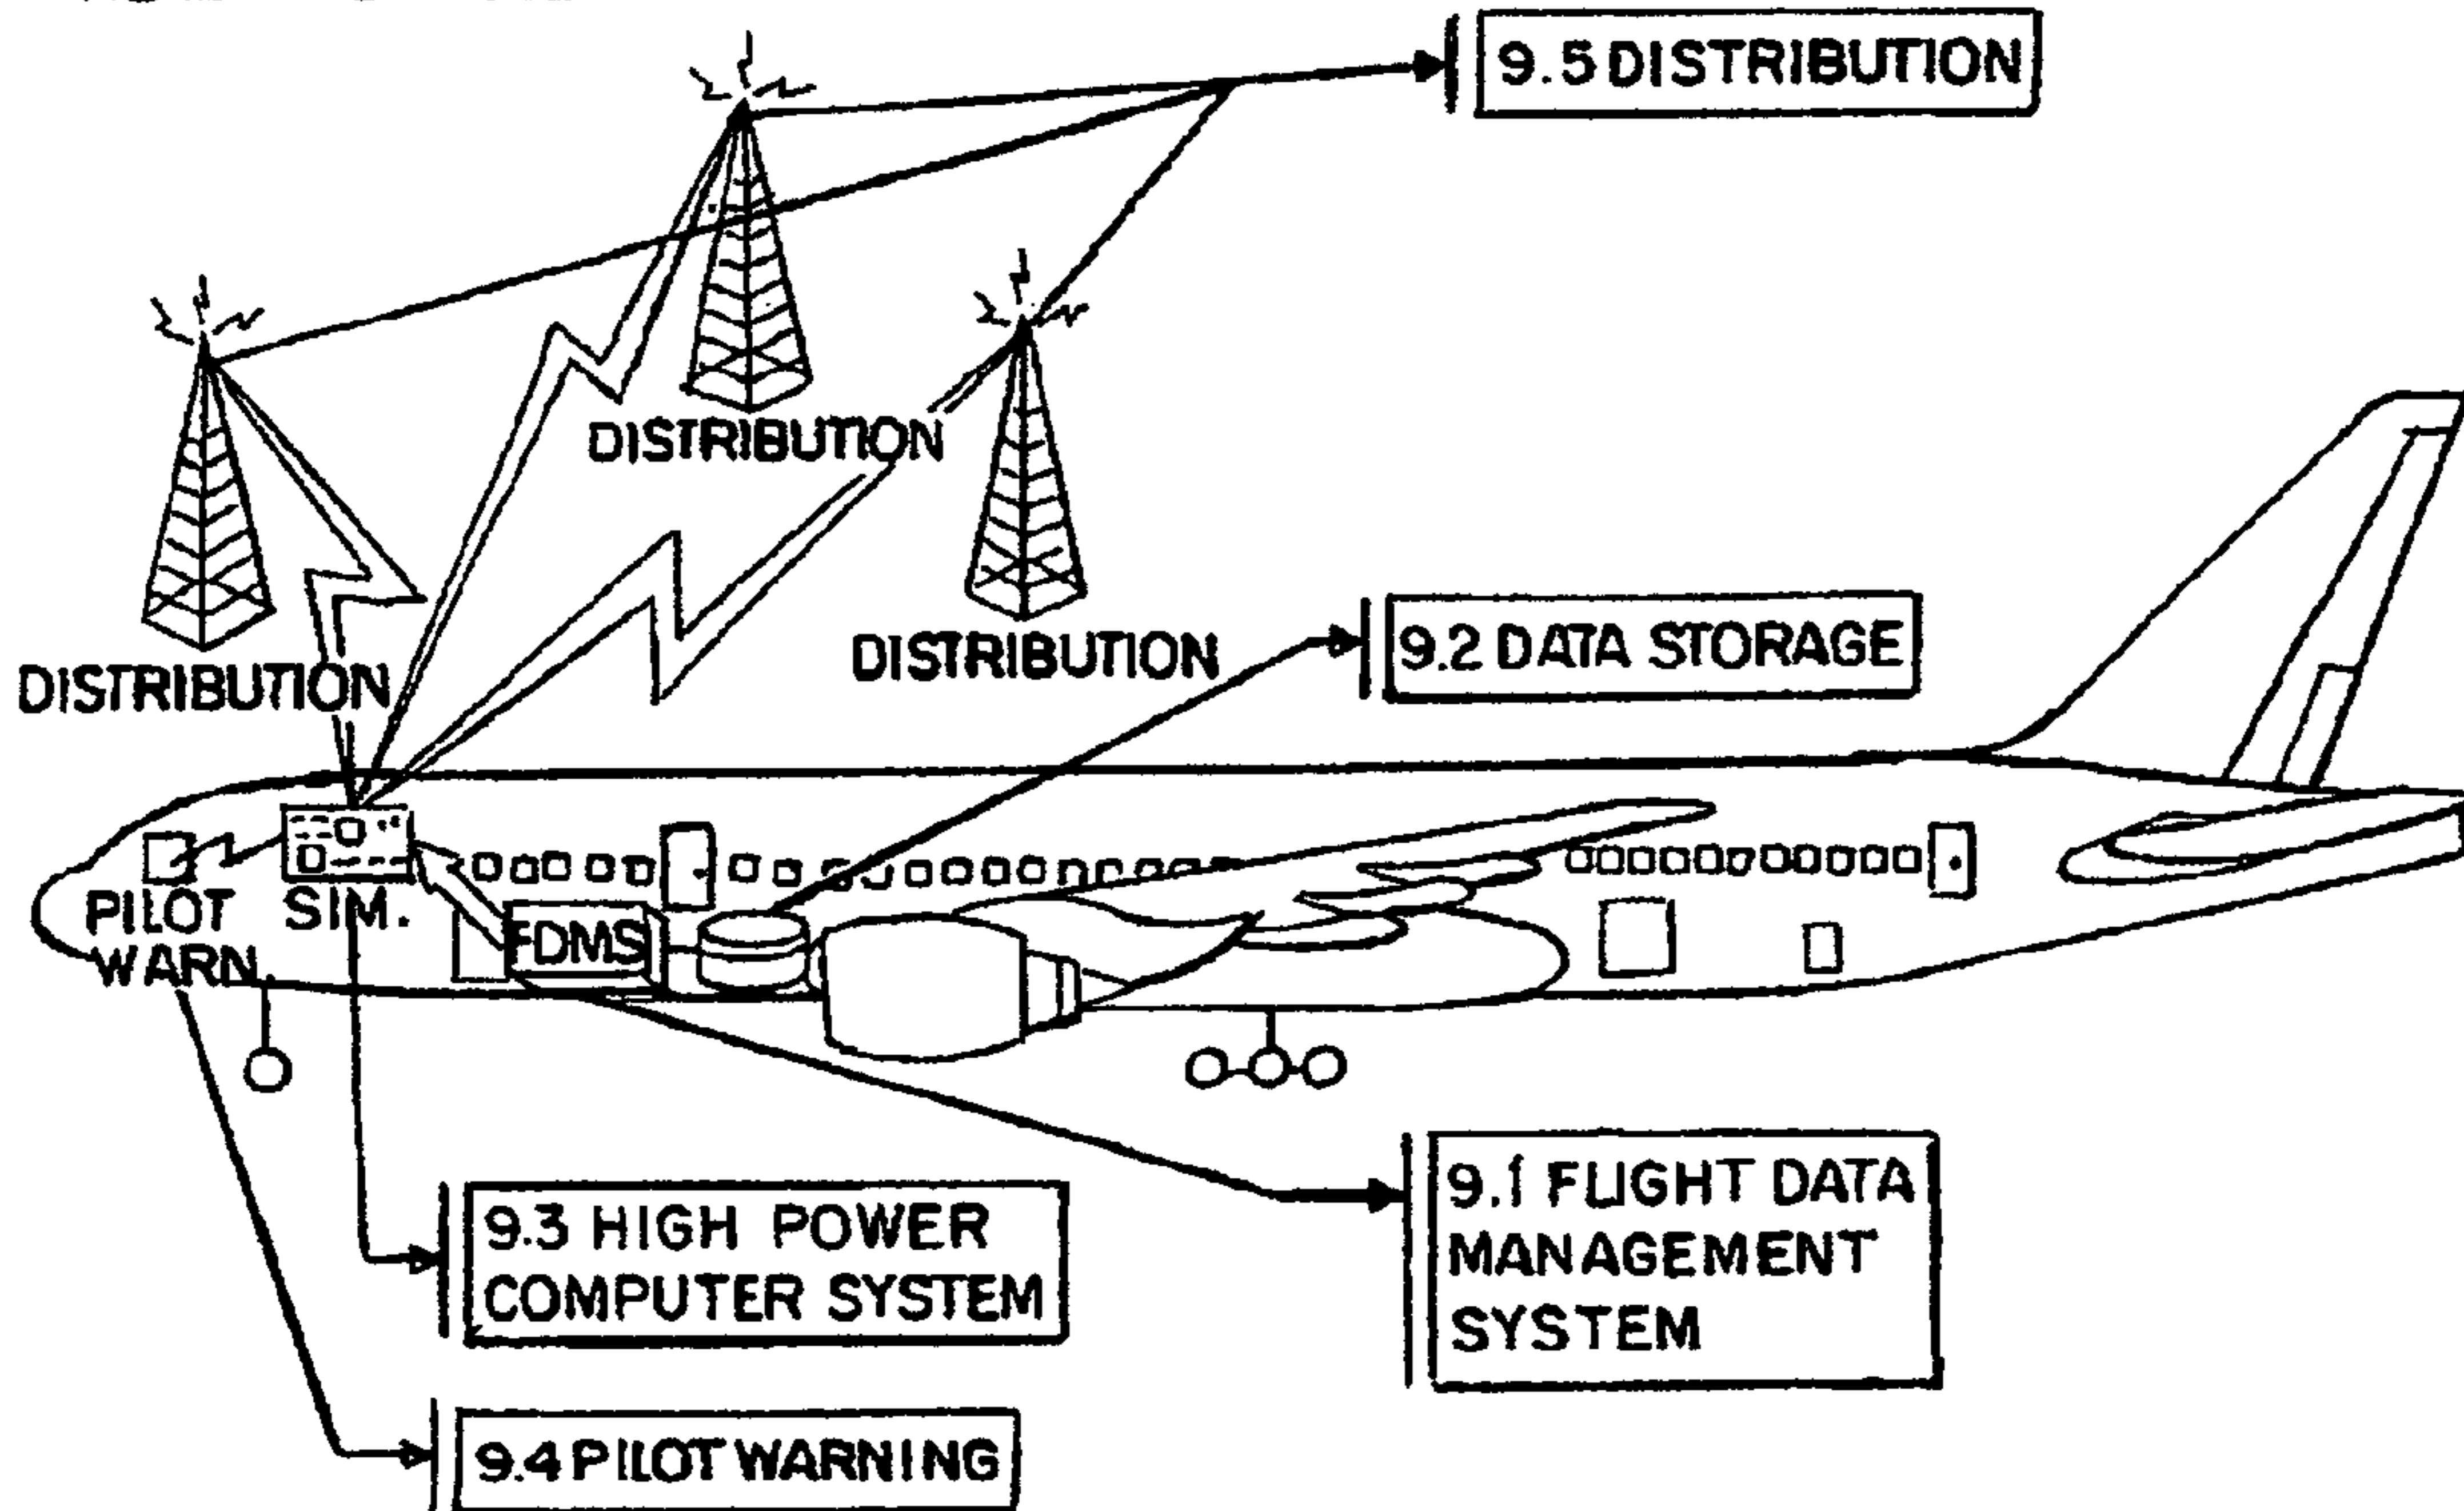 9.5 DISTRIBUTION
DISTRIBUTION
DISTRIBUTION
9.2 DATA STORAGE
DISTRIBUTION
PILOT
WARN
SIM.
FDMS
9.1 FLIGHT DATA
MANAGEMENT
SYSTEM
9.3 HIGH POWER
COMPUTER SYSTEM
9.4 PILOT WARNING